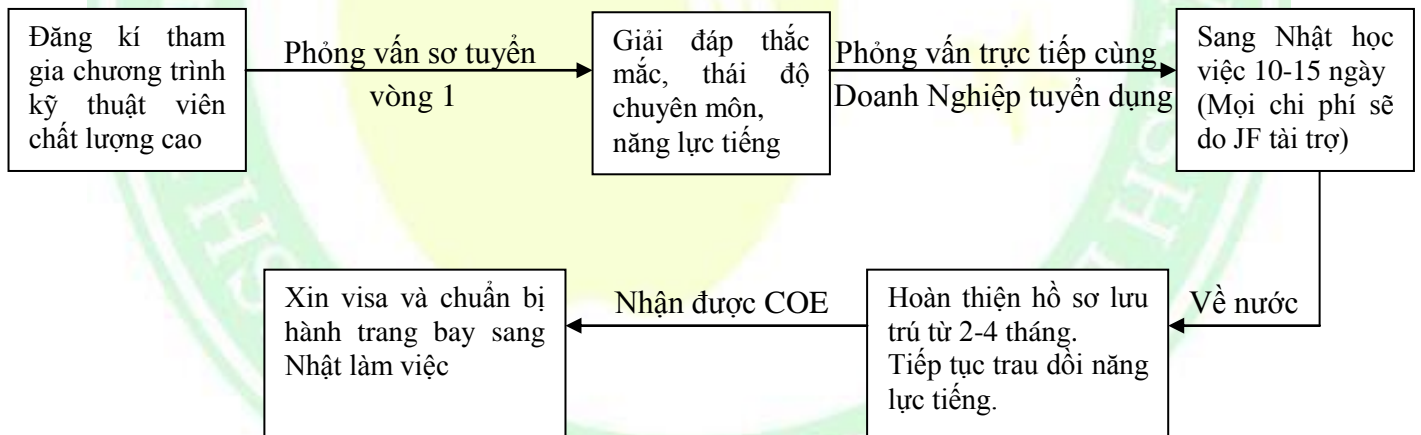 Đăng kí tham
gia chương trình
kỹ thuật viên
chất lượng cao
Phỏng vấn sơ tuyển
vòng 1
Giải đáp thắc
mắc, thái độ
chuyên môn,
năng lực tiếng
Phỏng vấn trực tiếp cùng
Doanh Nghiệp tuyển dụng
Sang Nhật học
việc 10-15 ngày
(Mọi chi phí sẽ
do JF tài trợ)
Về nước
Hoàn thiện hồ sơ lưu
trú từ 2-4 tháng.
Tiếp tục trau dồi năng
lực tiếng.
Nhận được COE
Xin visa và chuẩn bị
hành trang bay sang
Nhật làm việc